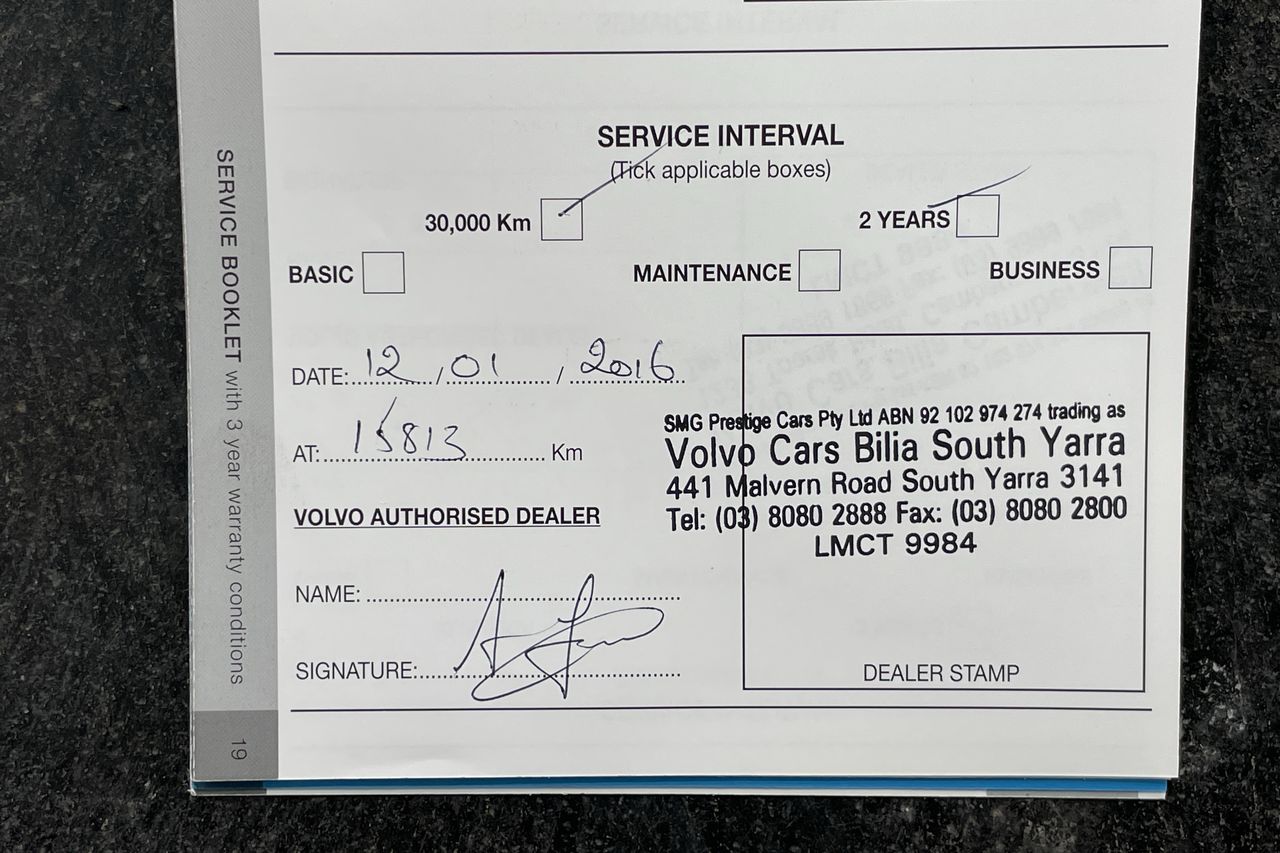 SERVICE INTERVAL
(Tick applicable boxes)
30,000 Km 2 YEARS
BASIC MAINTENANCE BUSINESS
DATE: 12 / 01 / 2016
AT: 15813 Km
VOLVO AUTHORISED DEALER
NAME:
SIGNATURE:
SMG Prestige Cars Pty Ltd ABN 92 102 974 274 trading as
Volvo Cars Bilia South Yarra
441 Malvern Road South Yarra 3141
Tel: (03) 8080 2888 Fax: (03) 8080 2800
LMCT 9984
DEALER STAMP
SERVICE BOOKLET with 3 year warranty conditions
19